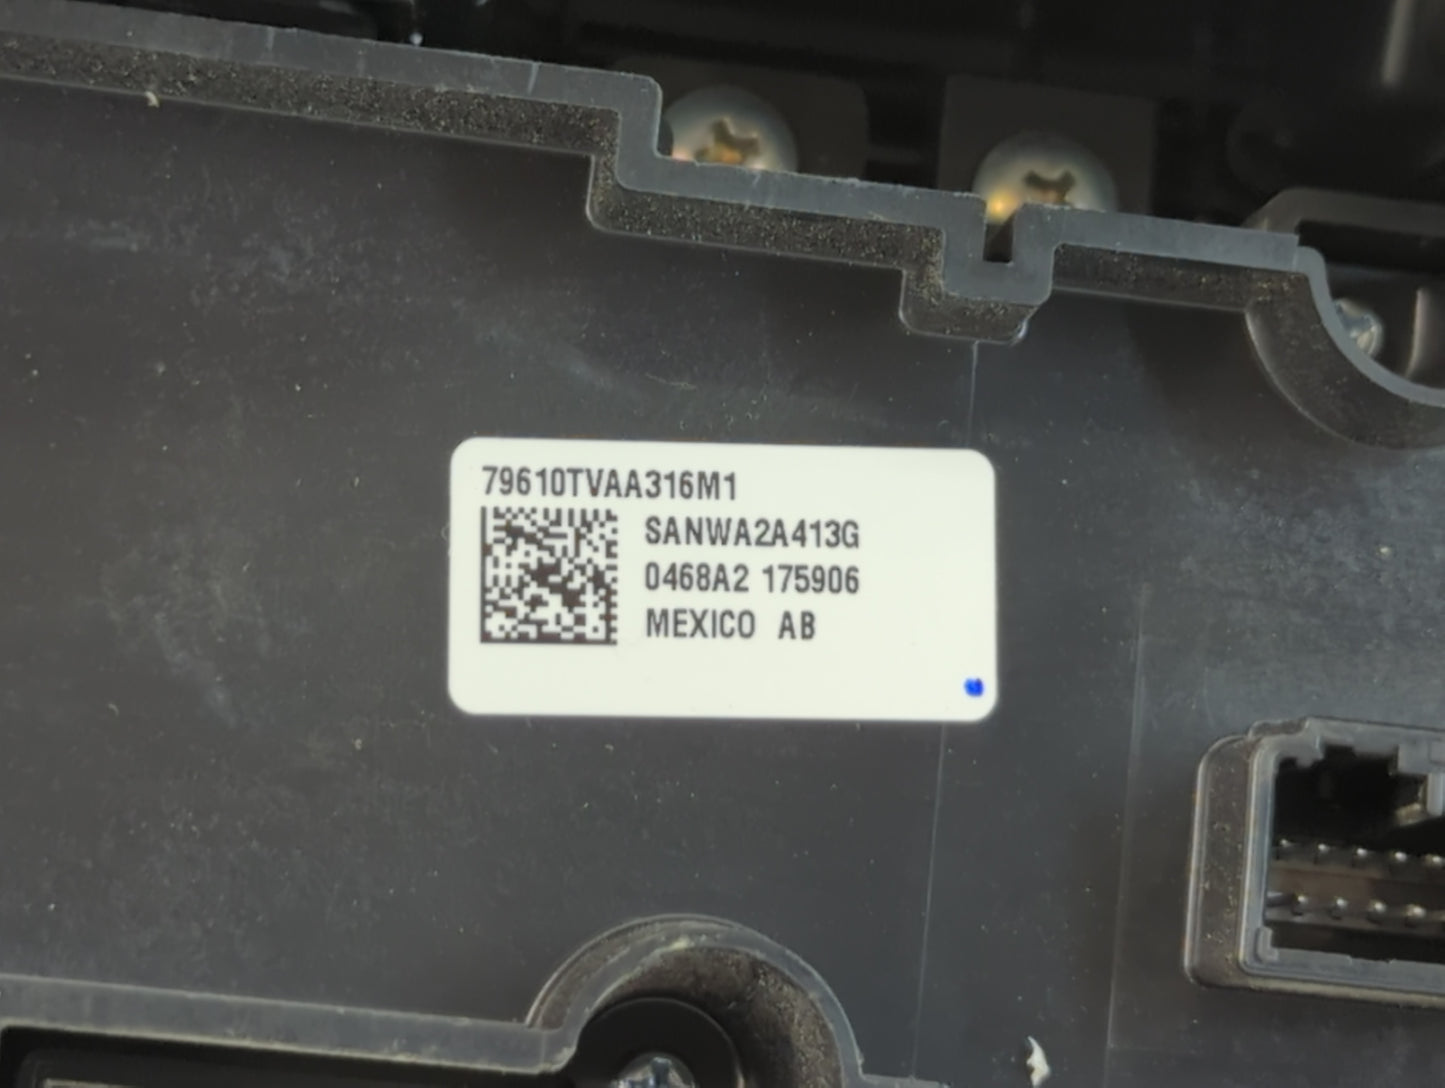 79610TVAA316M1
SANWA2A413G
0468A2 175906
MEXICO AB